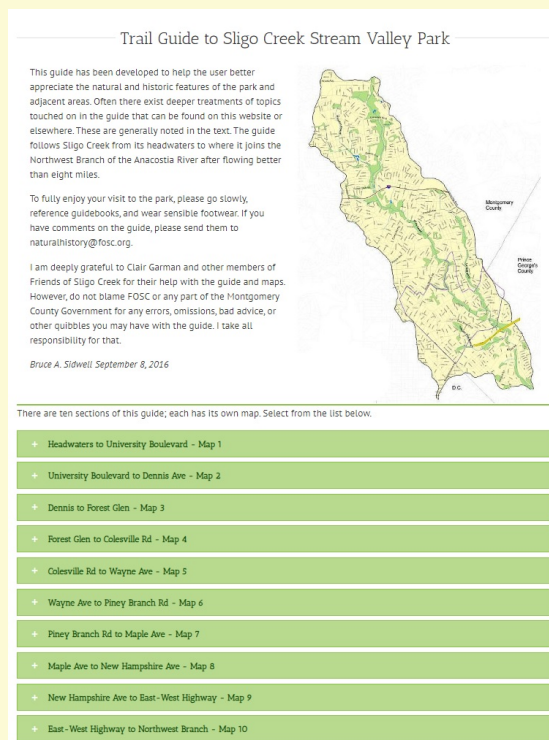 Trail Guide to Sligo Creek Stream Valley Park
This guide has been developed to help the user better
appreciate the natural and historic features of the park and
adjacent areas. Often there exist deeper treatments of topics
touched on in the guide that can be found on this website or
elsewhere. These are generally noted in the text. The guide
follows Sligo Creek from its headwaters to where it joins the
Northwest Branch of the Anacostia River after flowing better
than eight miles.
To fully enjoy your visit to the park, please go slowly,
reference guidebooks, and wear sensible footwear. If you
have comments on the guide, please send them to
naturalhistory@fosc.org.
I am deeply grateful to Clair Garman and other members of
Friends of Sligo Creek for their help with the guide and maps.
However, do not blame FOSC or any part of the Montgomery
County Government for any errors, omissions, bad advice, or
other quibbles you may have with the guide. I take all
responsibility for that.
Bruce A. Sidwell September 8, 2016
Montgomery
County
Prince
George's
County
D.C.
There are ten sections of this guide; each has its own map. Select from the list below.
+ Headwaters to University Boulevard - Map 1
+ University Boulevard to Dennis Ave - Map 2
+ Dennis to Forest Glen - Map 3
+ Forest Glen to Colesville Rd - Map 4
+ Colesville Rd to Wayne Ave - Map 5
+ Wayne Ave to Piney Branch Rd - Map 6
+ Piney Branch Rd to Maple Ave - Map 7
+ Maple Ave to New Hampshire Ave - Map 8
+ New Hampshire Ave to East-West Highway - Map 9
+ East-West Highway to Northwest Branch - Map 10